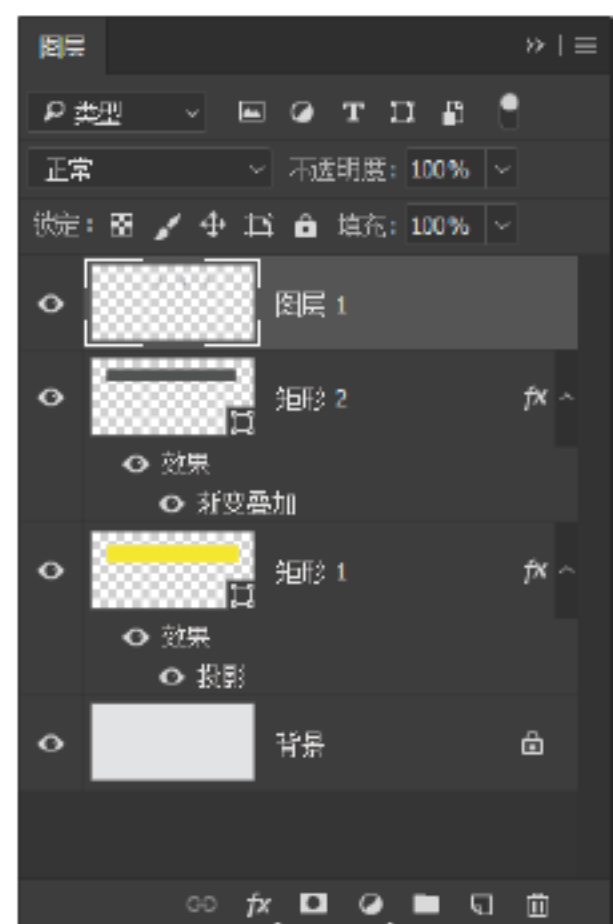 图层
类型
正常 不透明度: 100%
锁定: 填充: 100%
图层 1
矩形 2 fx
效果
渐变叠加
矩形 1 fx
效果
投影
背景
fx